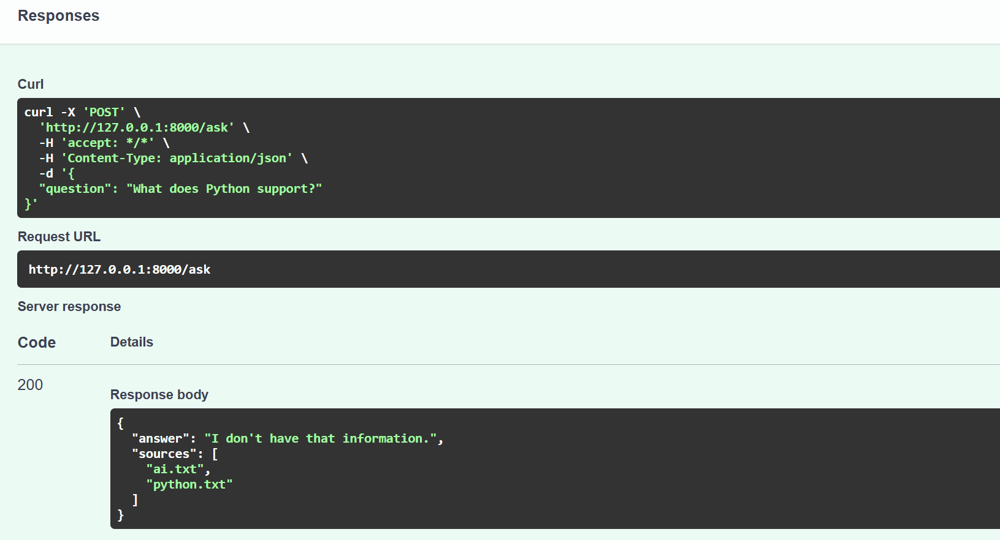 Responses
Curl
curl -X 'POST' \
  'http://127.0.0.1:8000/ask' \
  -H 'accept: */*' \
  -H 'Content-Type: application/json' \
  -d '{
  "question": "What does Python support?"
}'
Request URL
http://127.0.0.1:8000/ask
Server response
Code Details
200
Response body
{
  "answer": "I don't have that information.",
  "sources": [
    "ai.txt",
    "python.txt"
  ]
}